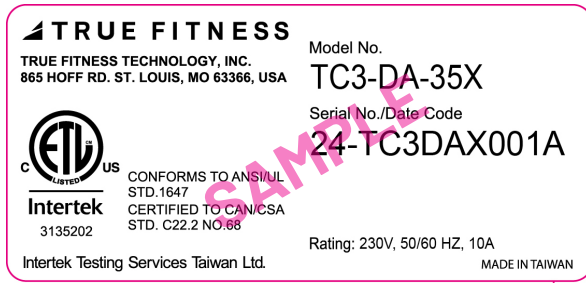 TRUE FITNESS
TRUE FITNESS TECHNOLOGY, INC.
865 HOFF RD. ST. LOUIS, MO 63366, USA
Model No.
TC3-DA-35X
Serial No./Date Code
24-TC3DAX001A
SAMPLE
C
ETL
CM
LISTED
US
Intertek
3135202
CONFORMS TO ANSI/UL
STD.1647
CERTIFIED TO CAN/CSA
STD. C22.2 NO.68
Rating: 230V, 50/60 HZ, 10A
Intertek Testing Services Taiwan Ltd.
MADE IN TAIWAN